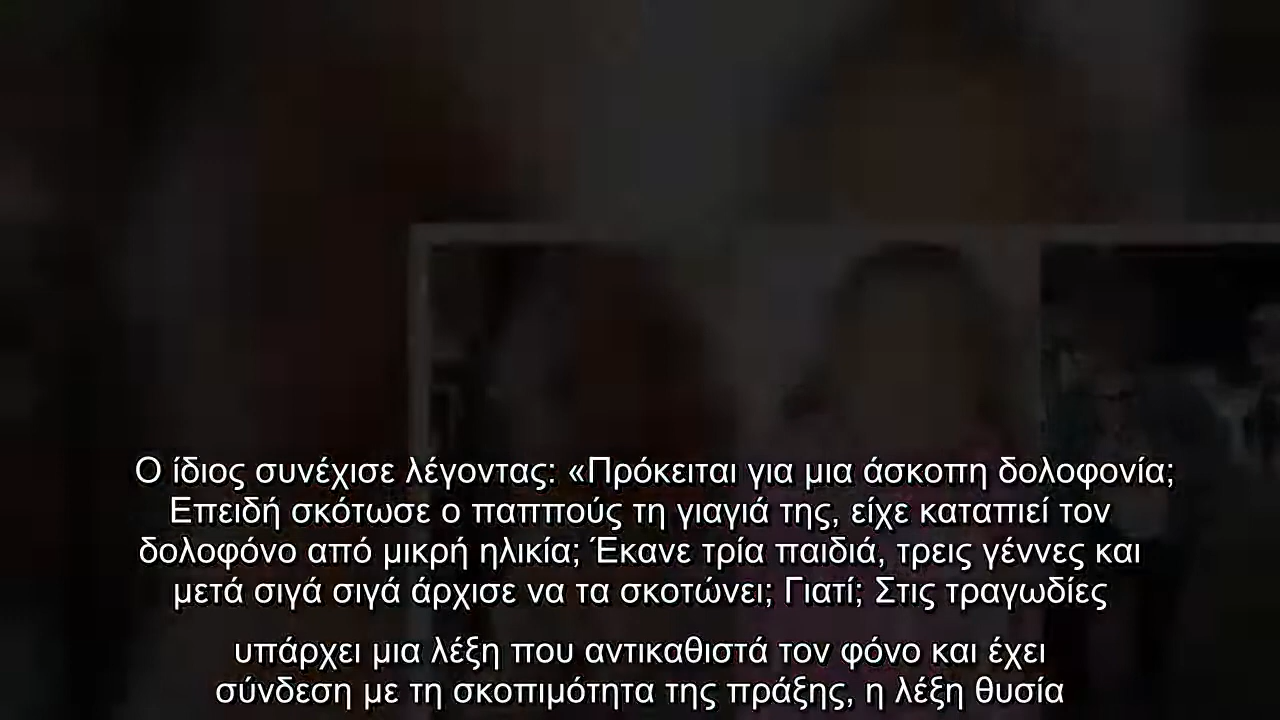 Ο ίδιος συνέχισε λέγοντας: «Πρόκειται για μια άσκοπη δολοφονία;
Επειδή σκότωσε ο παππούς τη γιαγιά της, είχε καταπιεί τον
δολοφόνο από μικρή ηλικία; Έκανε τρία παιδιά, τρεις γέννες και
μετά σιγά σιγά άρχισε να τα σκοτώνει; Γιατί; Στις τραγωδίες
υπάρχει μια λέξη που αντικαθιστά τον φόνο και έχει
σύνδεση με τη σκοπιμότητα της πράξης, η λέξη θυσία